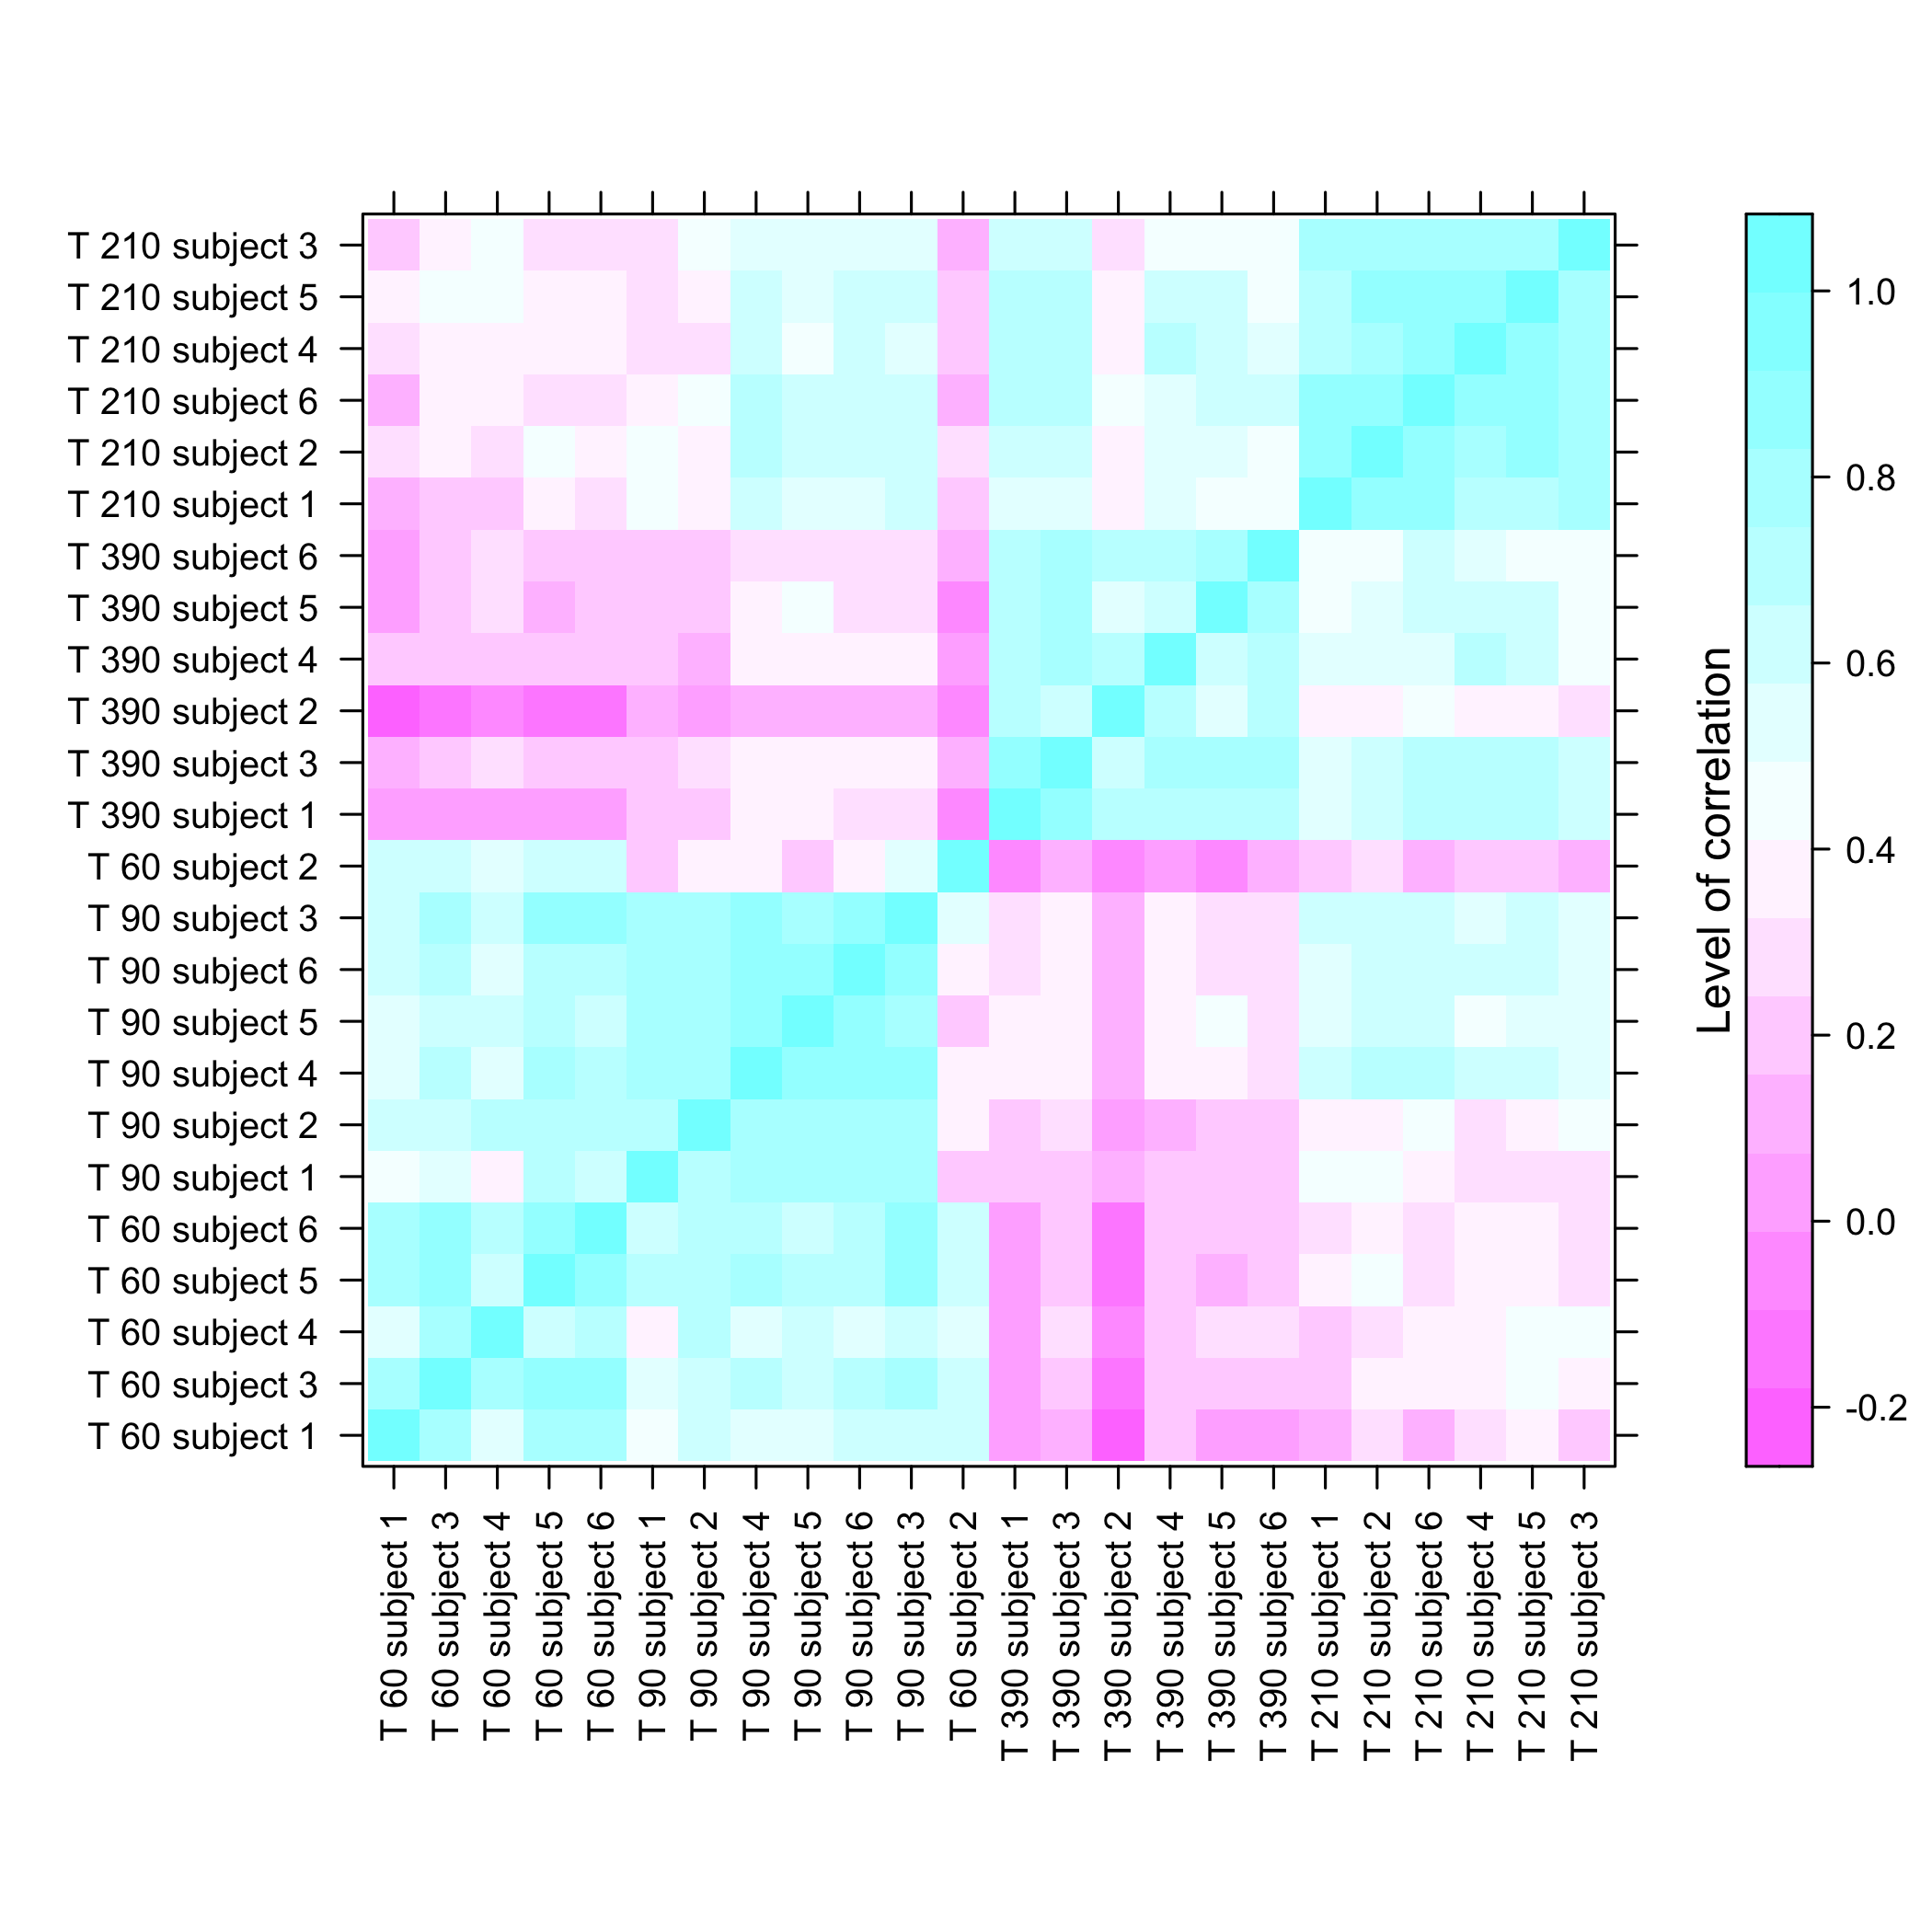 T 210 subject 3
T 210 subject 5
T 210 subject 4
T 210 subject 6
T 210 subject 2
T 210 subject 1
T 390 subject 6
T 390 subject 5
T 390 subject 4
T 390 subject 2
T 390 subject 3
T 390 subject 1
T 60 subject 2
T 90 subject 3
T 90 subject 6
T 90 subject 5
T 90 subject 4
T 90 subject 2
T 90 subject 1
T 60 subject 6
T 60 subject 5
T 60 subject 4
T 60 subject 3
T 60 subject 1
T 60 subject 1
T 60 subject 3
T 60 subject 4
T 60 subject 5
T 60 subject 6
T 90 subject 1
T 90 subject 2
T 90 subject 4
T 90 subject 5
T 90 subject 6
T 90 subject 3
T 60 subject 2
T 390 subject 1
T 390 subject 3
T 390 subject 2
T 390 subject 4
T 390 subject 5
T 390 subject 6
T 210 subject 1
T 210 subject 2
T 210 subject 6
T 210 subject 4
T 210 subject 5
T 210 subject 3
Level of correlation
1.0
0.8
0.6
0.4
0.2
0.0
-0.2